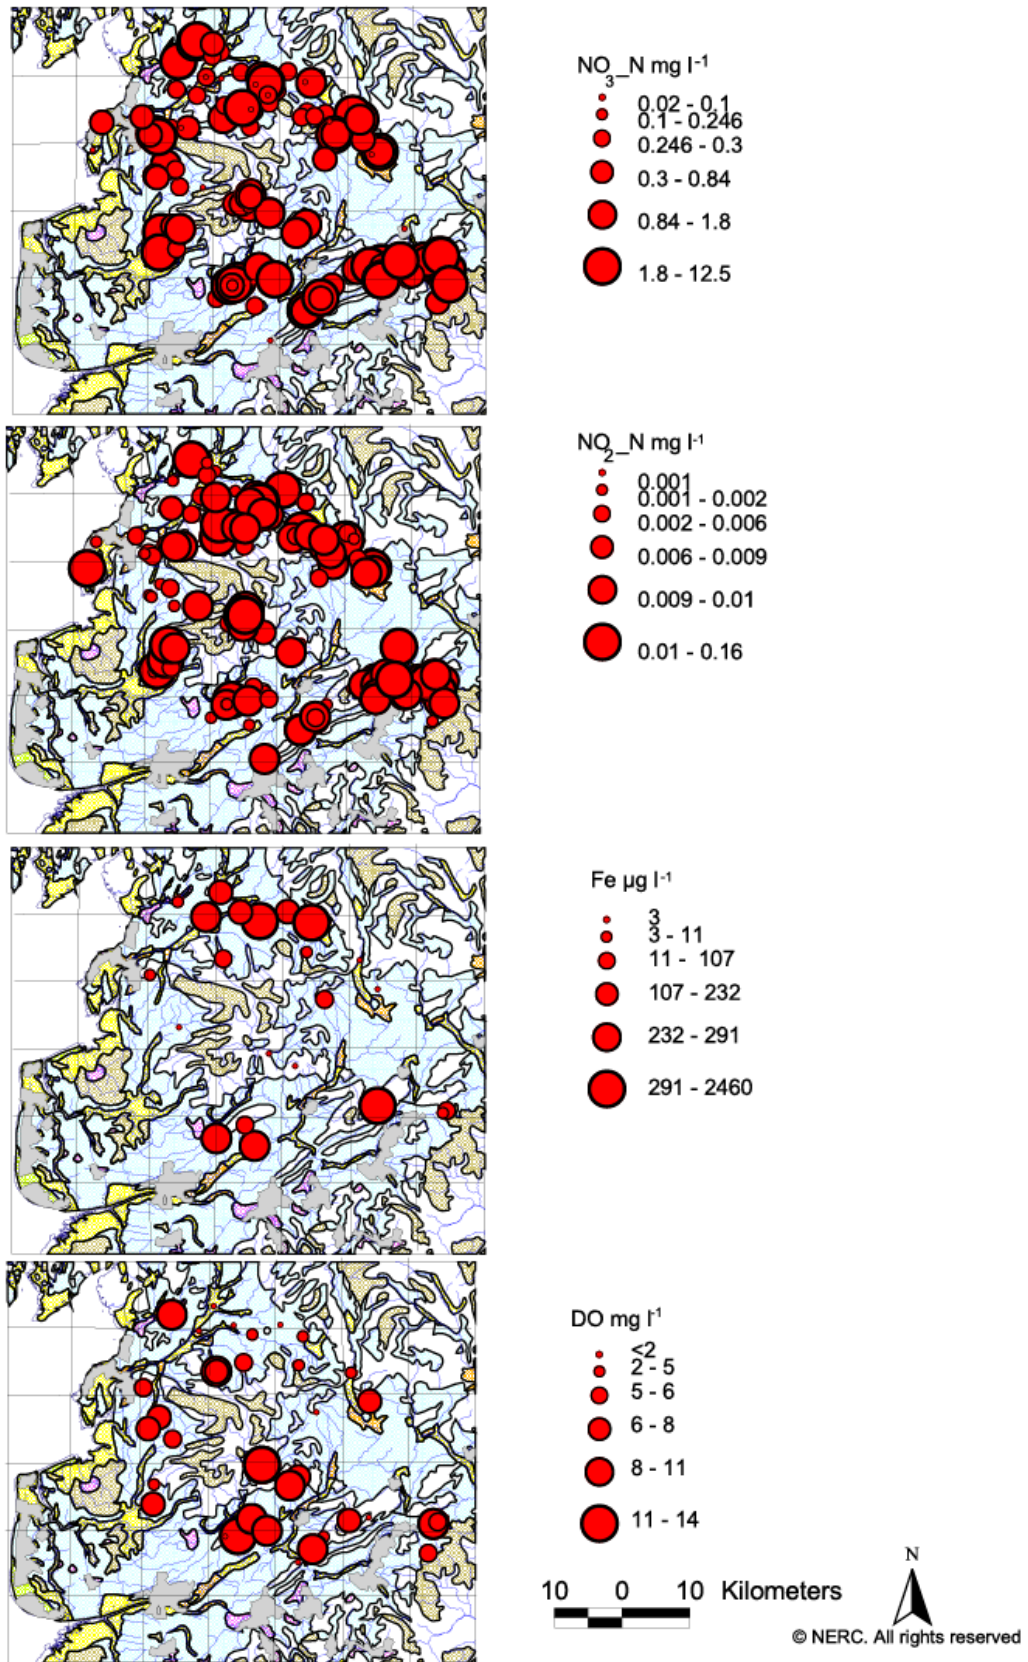 NO3_N mg l-1
0.02 - 0.1
0.1 - 0.246
0.246 - 0.3
0.3 - 0.84
0.84 - 1.8
1.8 - 12.5
NO2_N mg l-1
0.001
0.001 - 0.002
0.002 - 0.006
0.006 - 0.009
0.009 - 0.01
0.01 - 0.16
Fe µg l-1
3
3 - 11
11 - 107
107 - 232
232 - 291
291 - 2460
DO mg l-1
<2
2 - 5
5 - 6
6 - 8
8 - 11
11 - 14
N
10 0 10 Kilometers
© NERC. All rights reserved